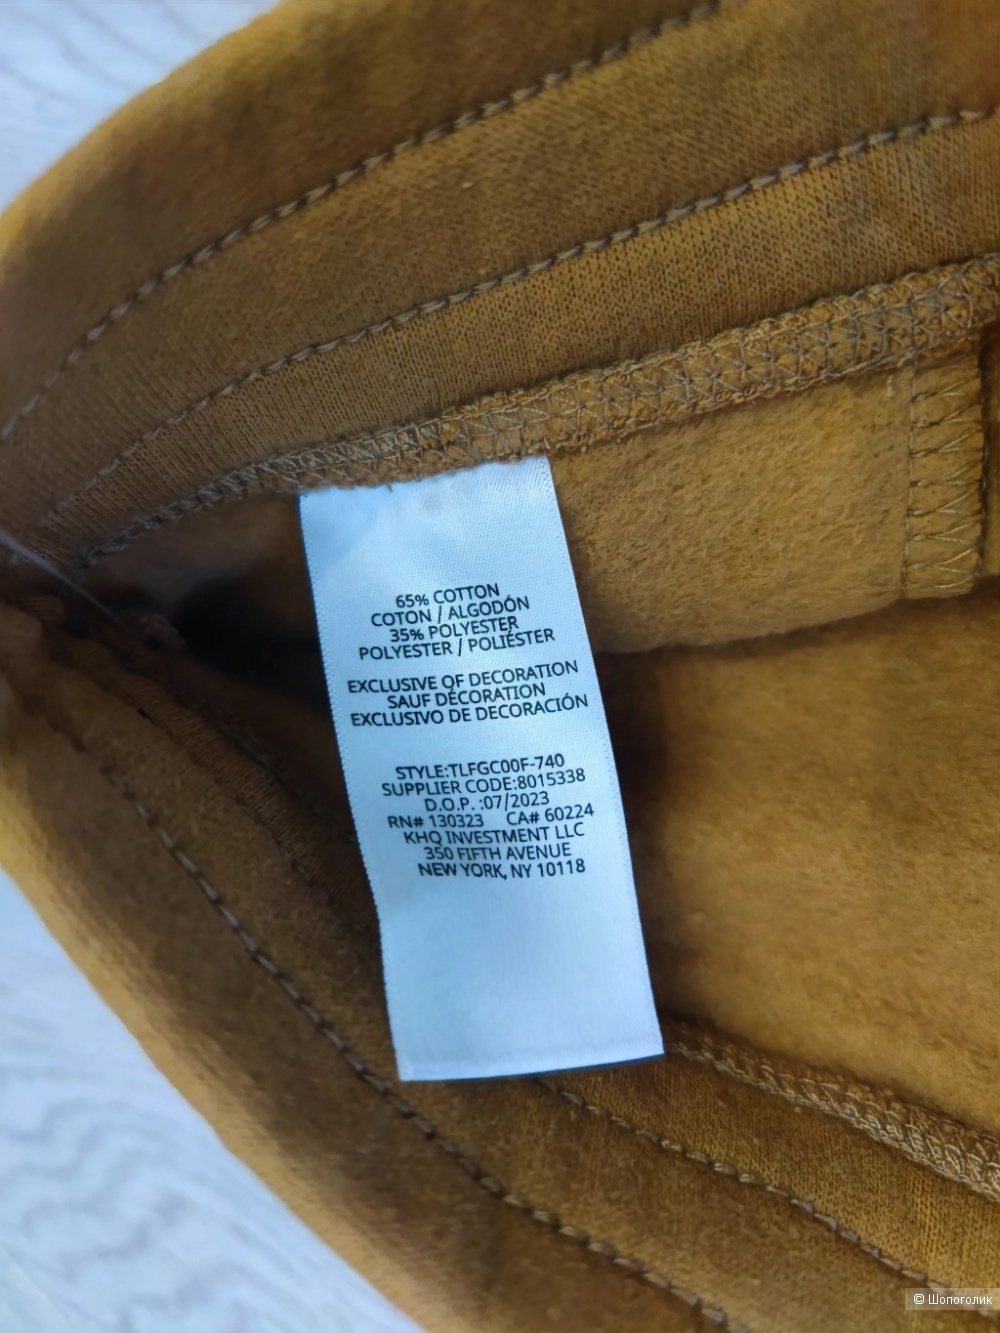 65% COTTON
COTON / ALGODÓN
35% POLYESTER
POLYESTER / POLIÉSTER
EXCLUSIVE OF DECORATION
SAUF DÉCORATION
EXCLUSIVO DE DECORACIÓN
STYLE:TLFGC00F-740
SUPPLIER CODE:8015338
D.O.P. :07/2023
RN# 130323 CA# 60224
KHQ INVESTMENT LLC
350 FIFTH AVENUE
NEW YORK, NY 10118
© Шопоголик